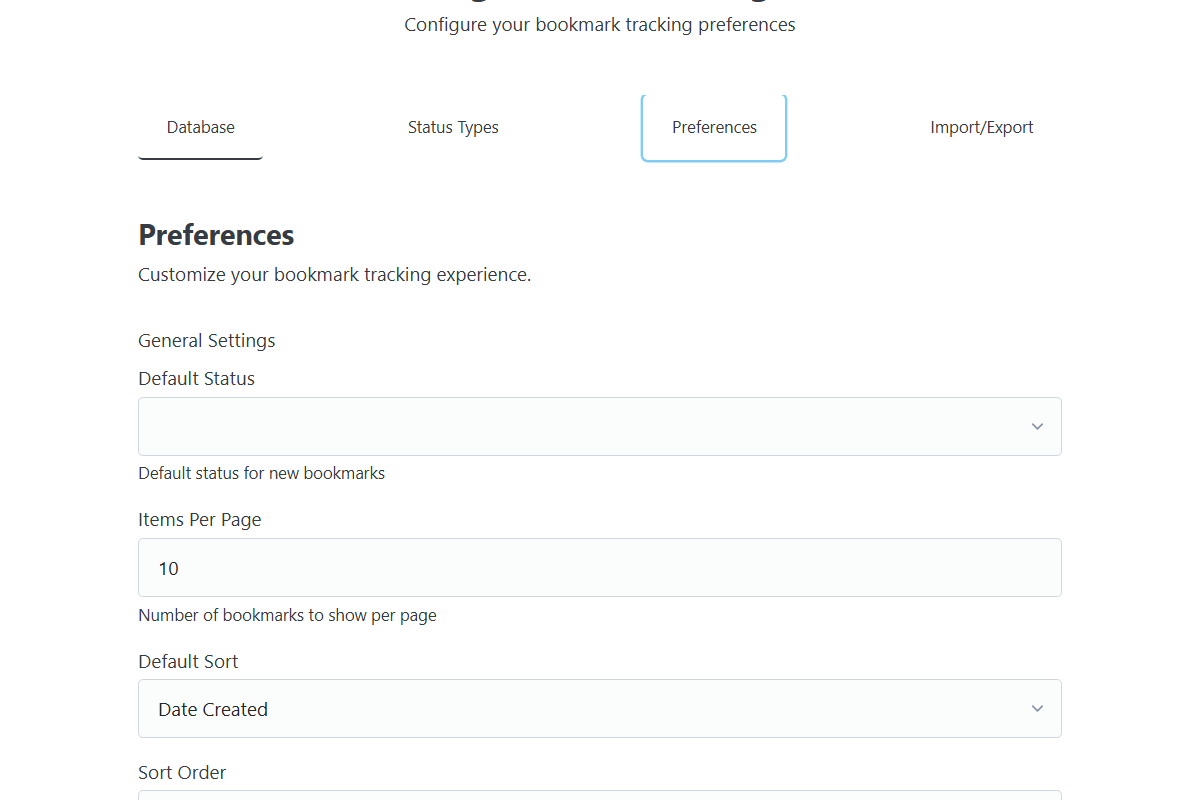 Configure your bookmark tracking preferences
Database Status Types Preferences Import/Export
Preferences
Customize your bookmark tracking experience.
General Settings
Default Status
Default status for new bookmarks
Items Per Page
10
Number of bookmarks to show per page
Default Sort
Date Created
Sort Order